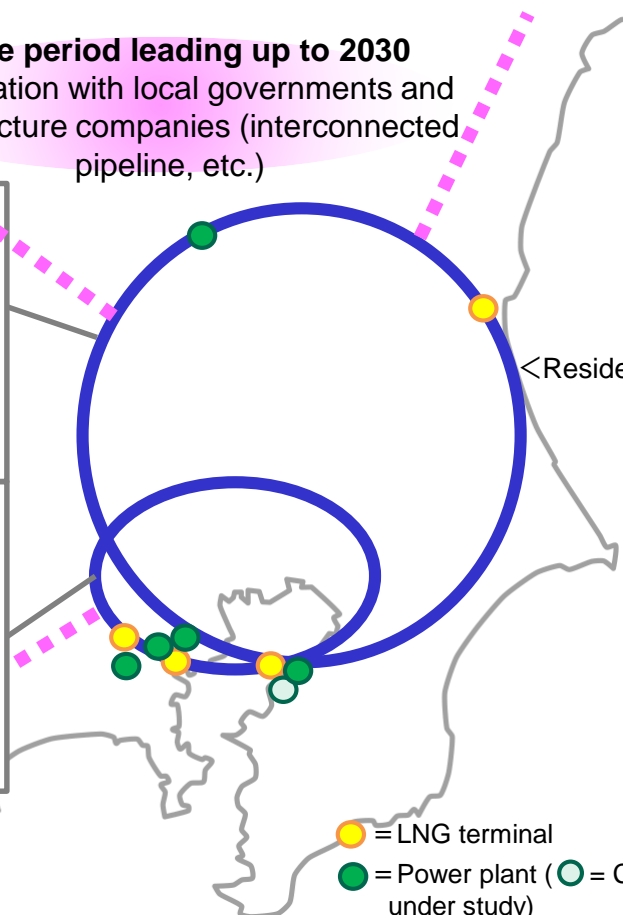 e period leading up to 2030
ation with local governments and
cture companies (interconnected
pipeline, etc.)
<Reside
= LNG terminal
= Power plant ( = C
under study)